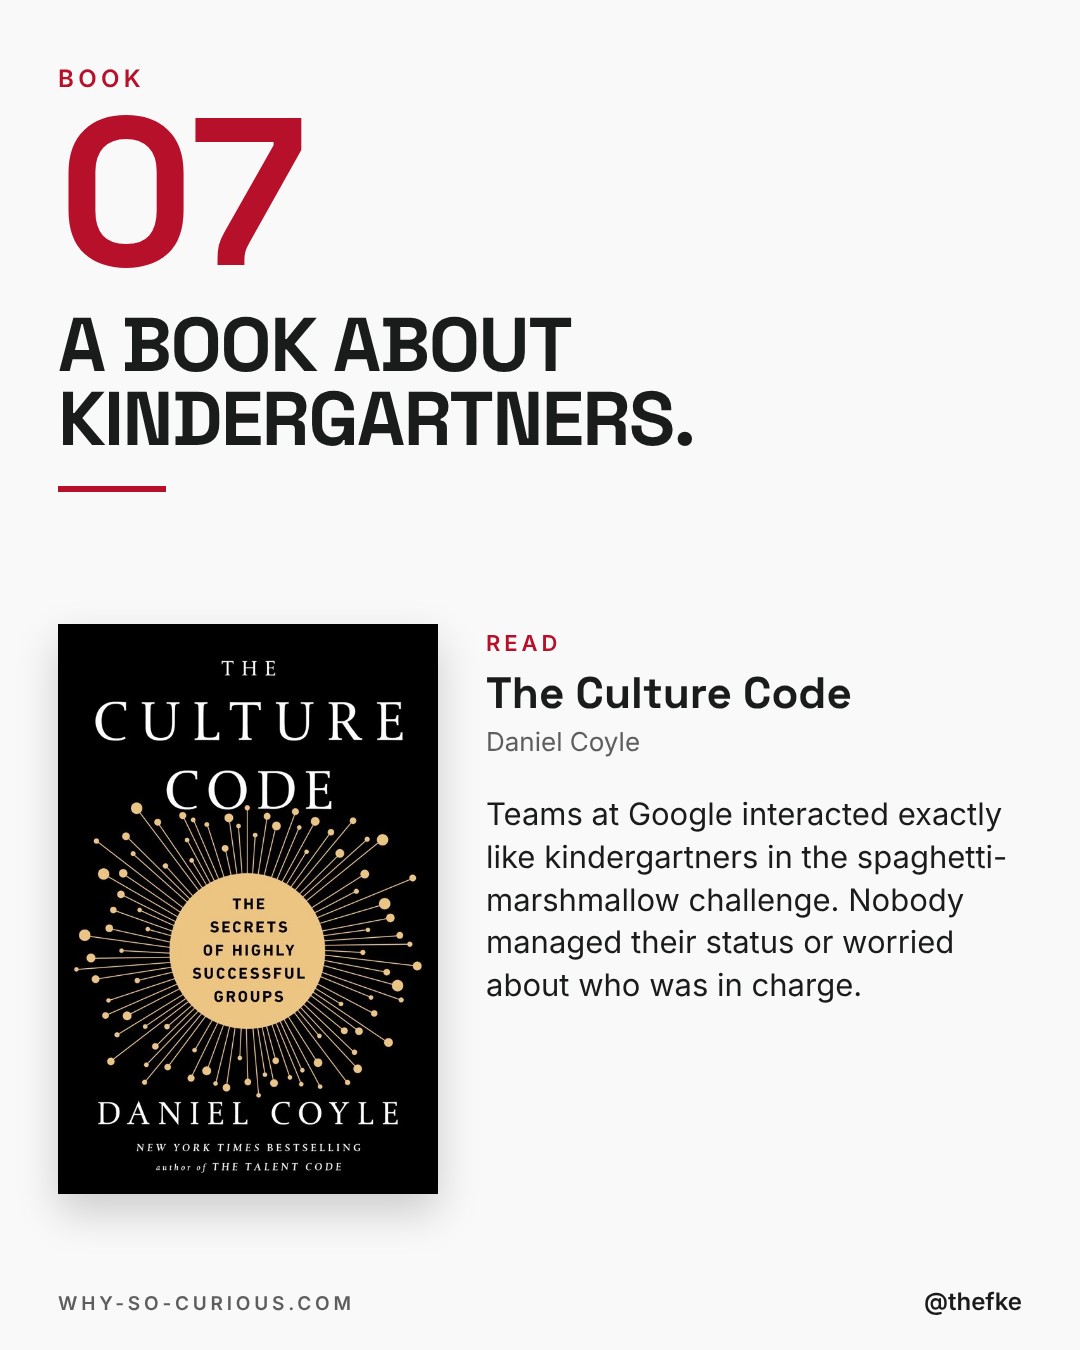 BOOK
07
A BOOK ABOUT
KINDERGARTNERS.
THE
CULTURE
CODE
THE
SECRETS
OF HIGHLY
SUCCESSFUL
GROUPS
DANIEL COYLE
NEW YORK TIMES BESTSELLING
author of THE TALENT CODE
READ
The Culture Code
Daniel Coyle
Teams at Google interacted exactly
like kindergartners in the spaghetti-
marshmallow challenge. Nobody
managed their status or worried
about who was in charge.
WHY-SO-CURIOUS.COM
@thefke